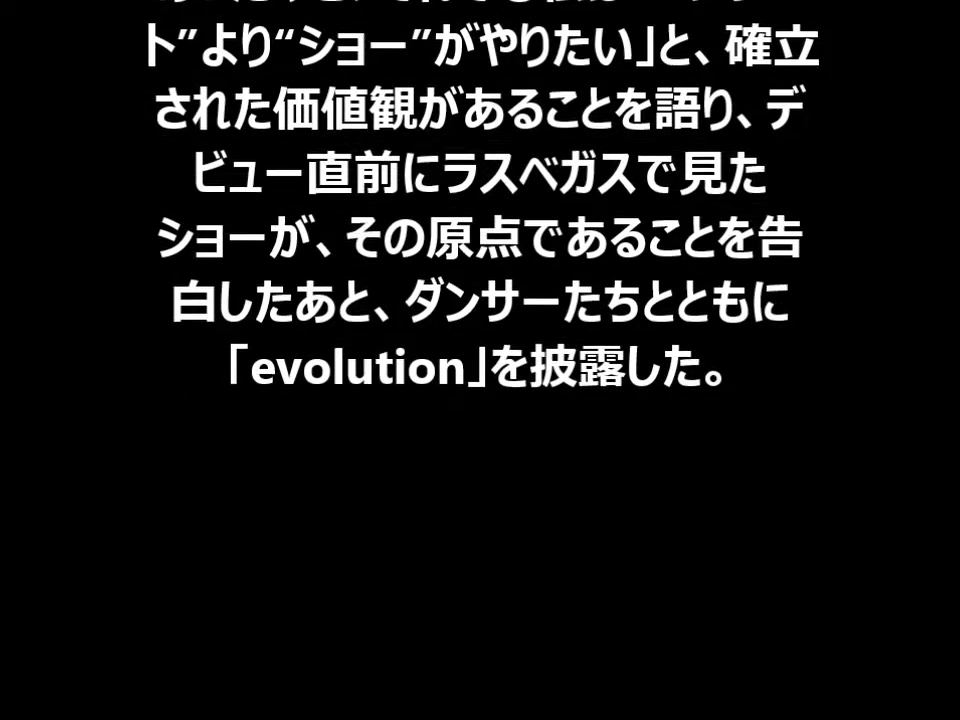 ト”より“ショー”がやりたい」と、確立
された価値観があることを語り、デ
ビュー直前にラスベガスで見た
ショーが、その原点であることを告
白したあと、ダンサーたちとともに
「evolution」を披露した。